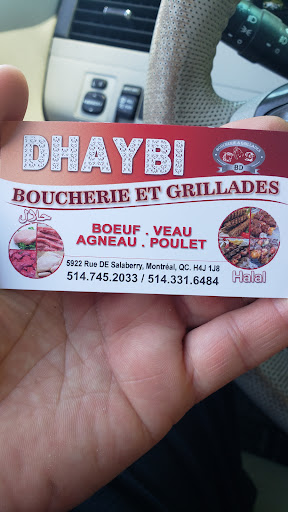 DHAYBI
BD
BOUCHERIE ET GRILLADES
حلال
BOEUF . VEAU
AGNEAU . POULET
5922 Rue DE Salaberry, Montréal, QC. H4J 1J8
514.745.2033 / 514.331.6484
Halal